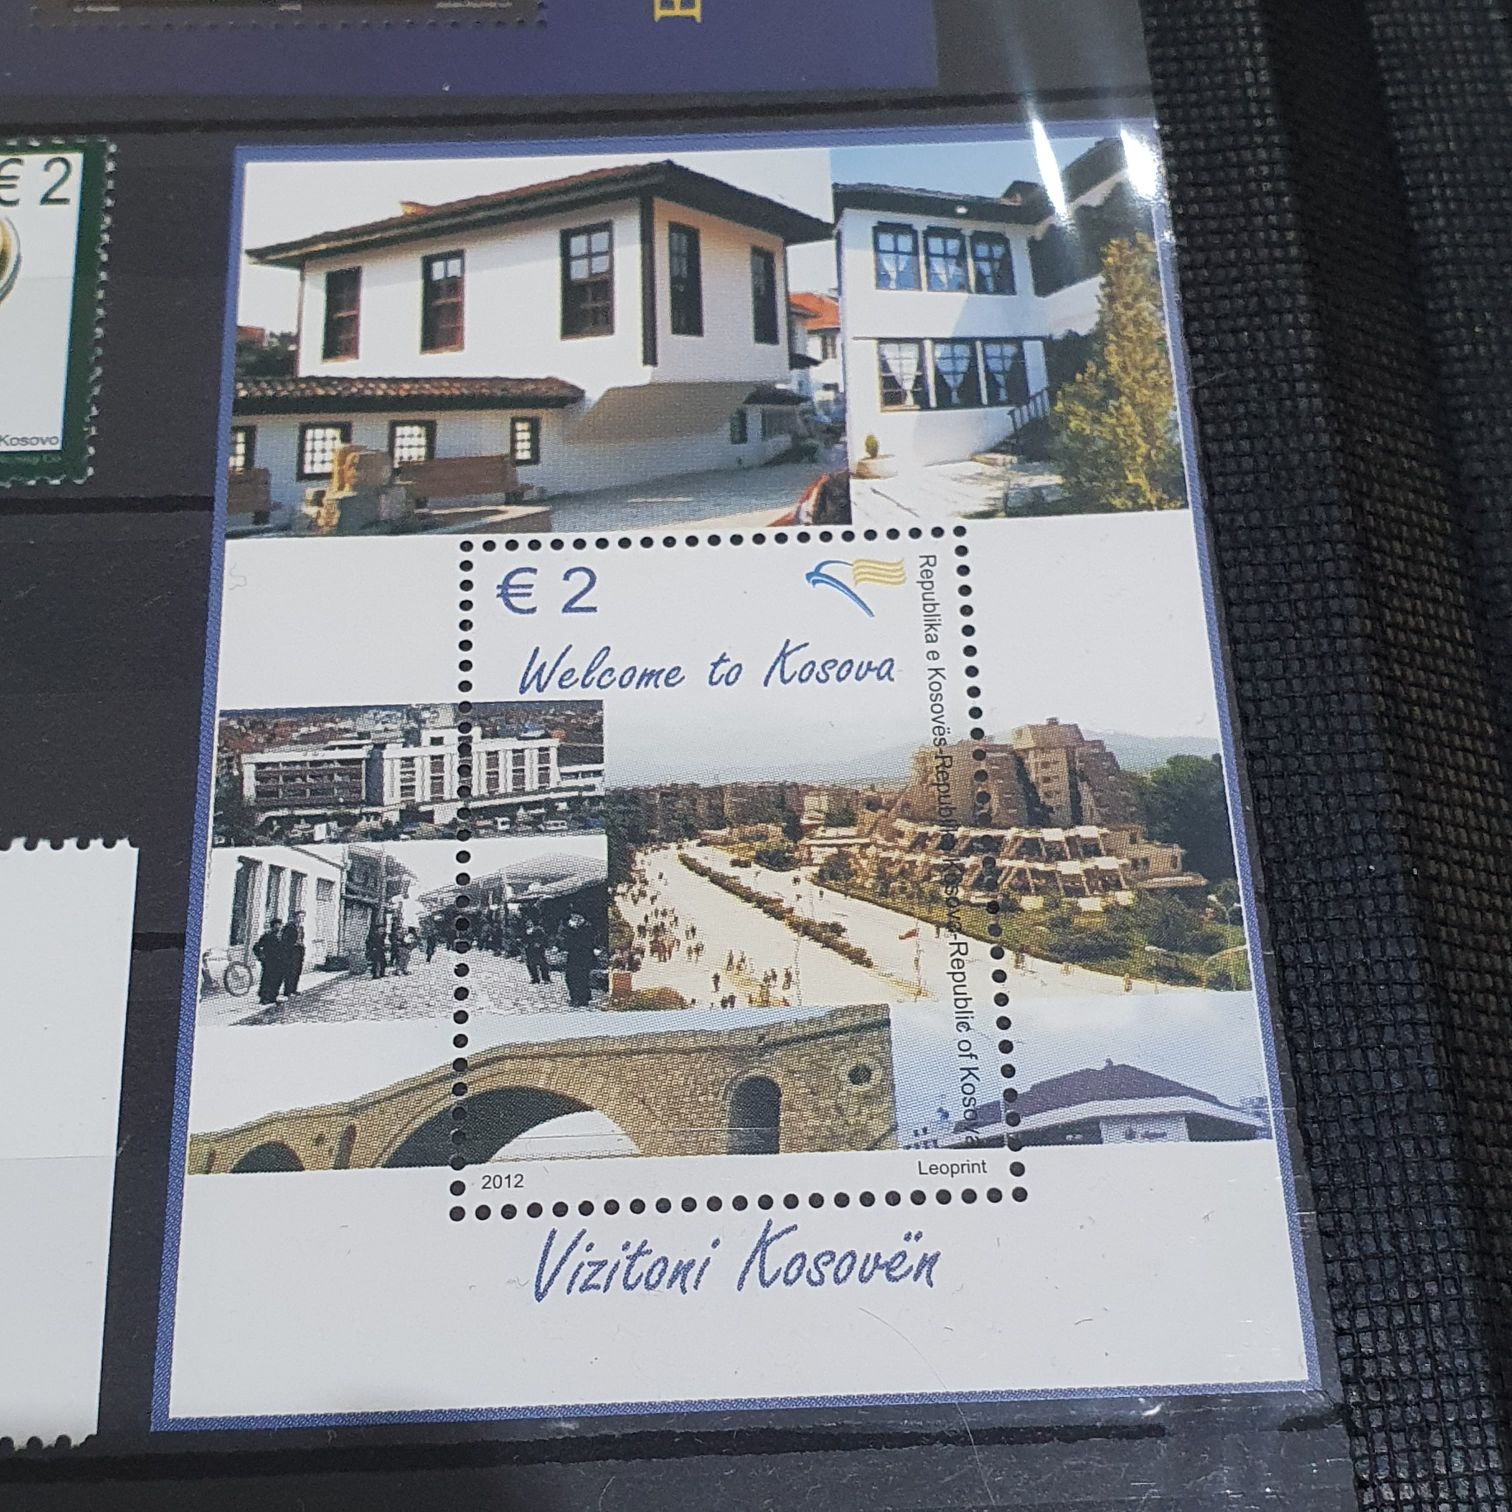 € 2
Kosovo
€ 2
Welcome to Kosova
Republika e Kosovës-Republika Kosova-Republic of Kosova
2012
Leoprint
Vizitoni Kosovën